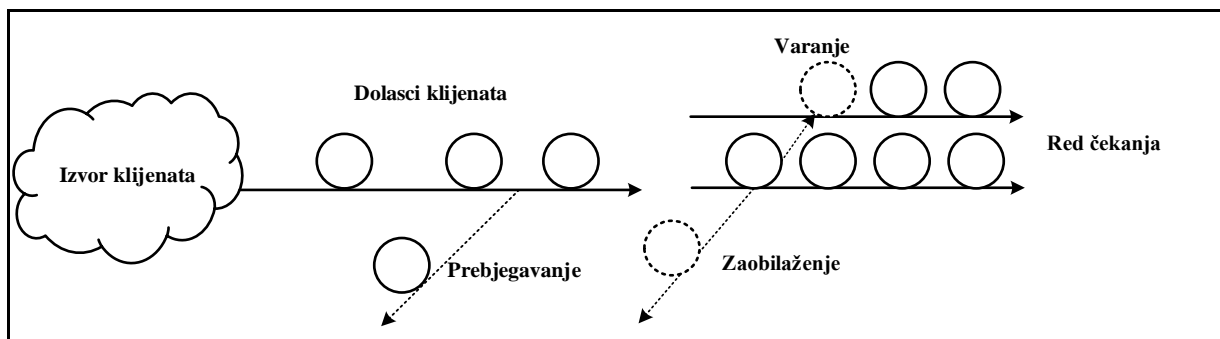 Varanje
Dolasci klijenata
Red čekanja
Izvor klijenata
Prebjegavanje
Zaobilaženje